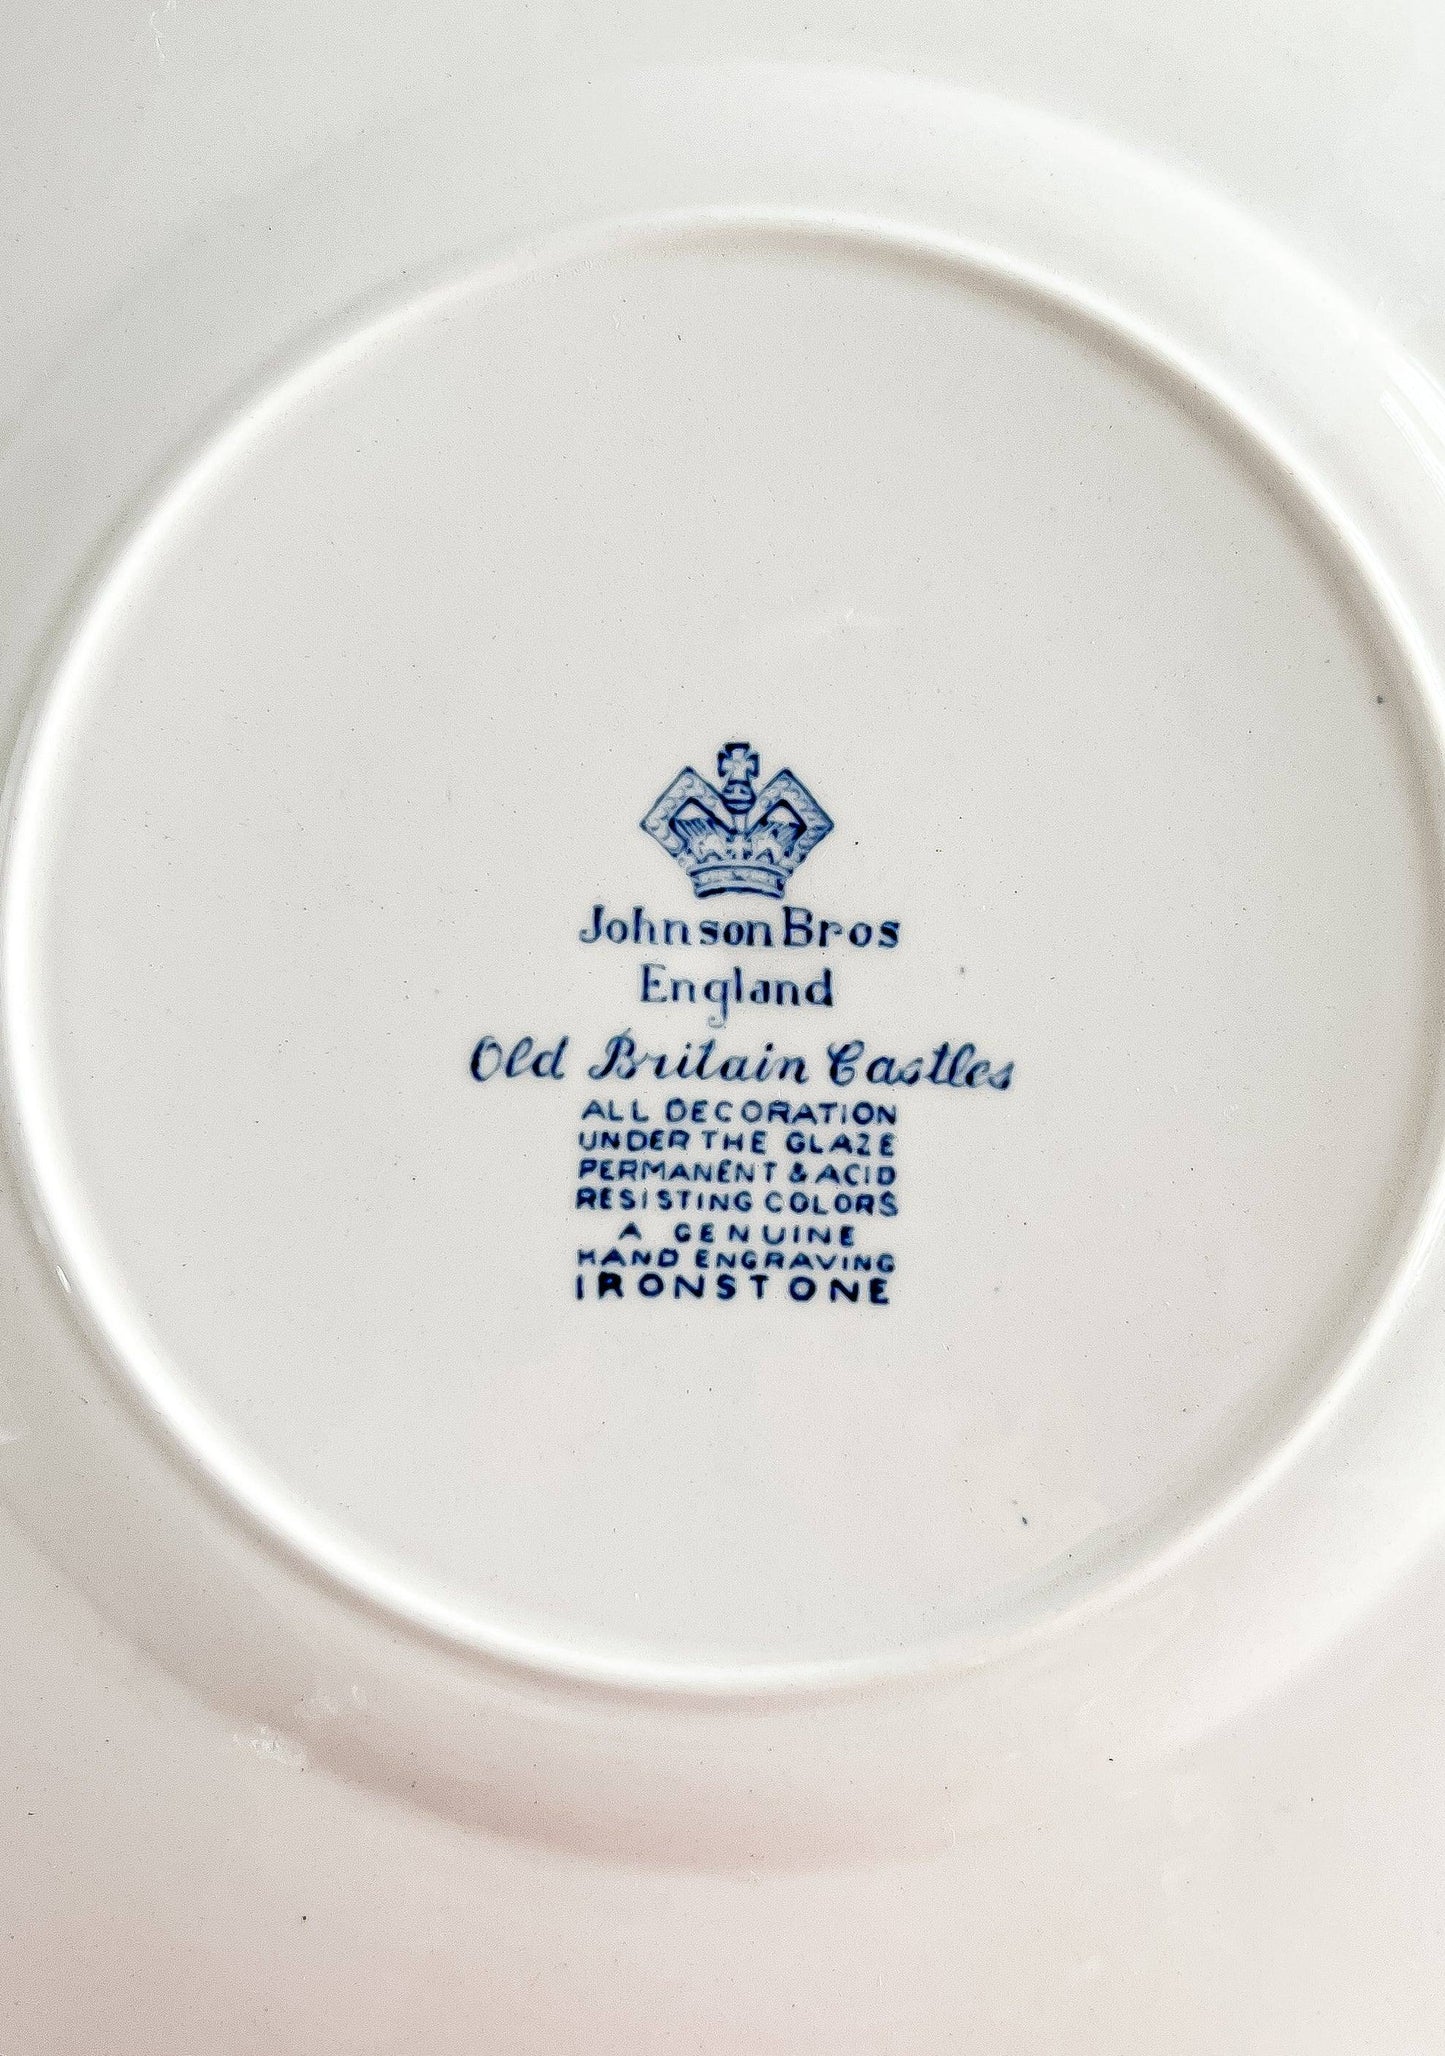 Johnson Bros
England
Old Britain Castles
ALL DECORATION
UNDER THE GLAZE
PERMANENT & ACID
RESISTING COLORS
A GENUINE
HAND ENGRAVING
IRONSTONE